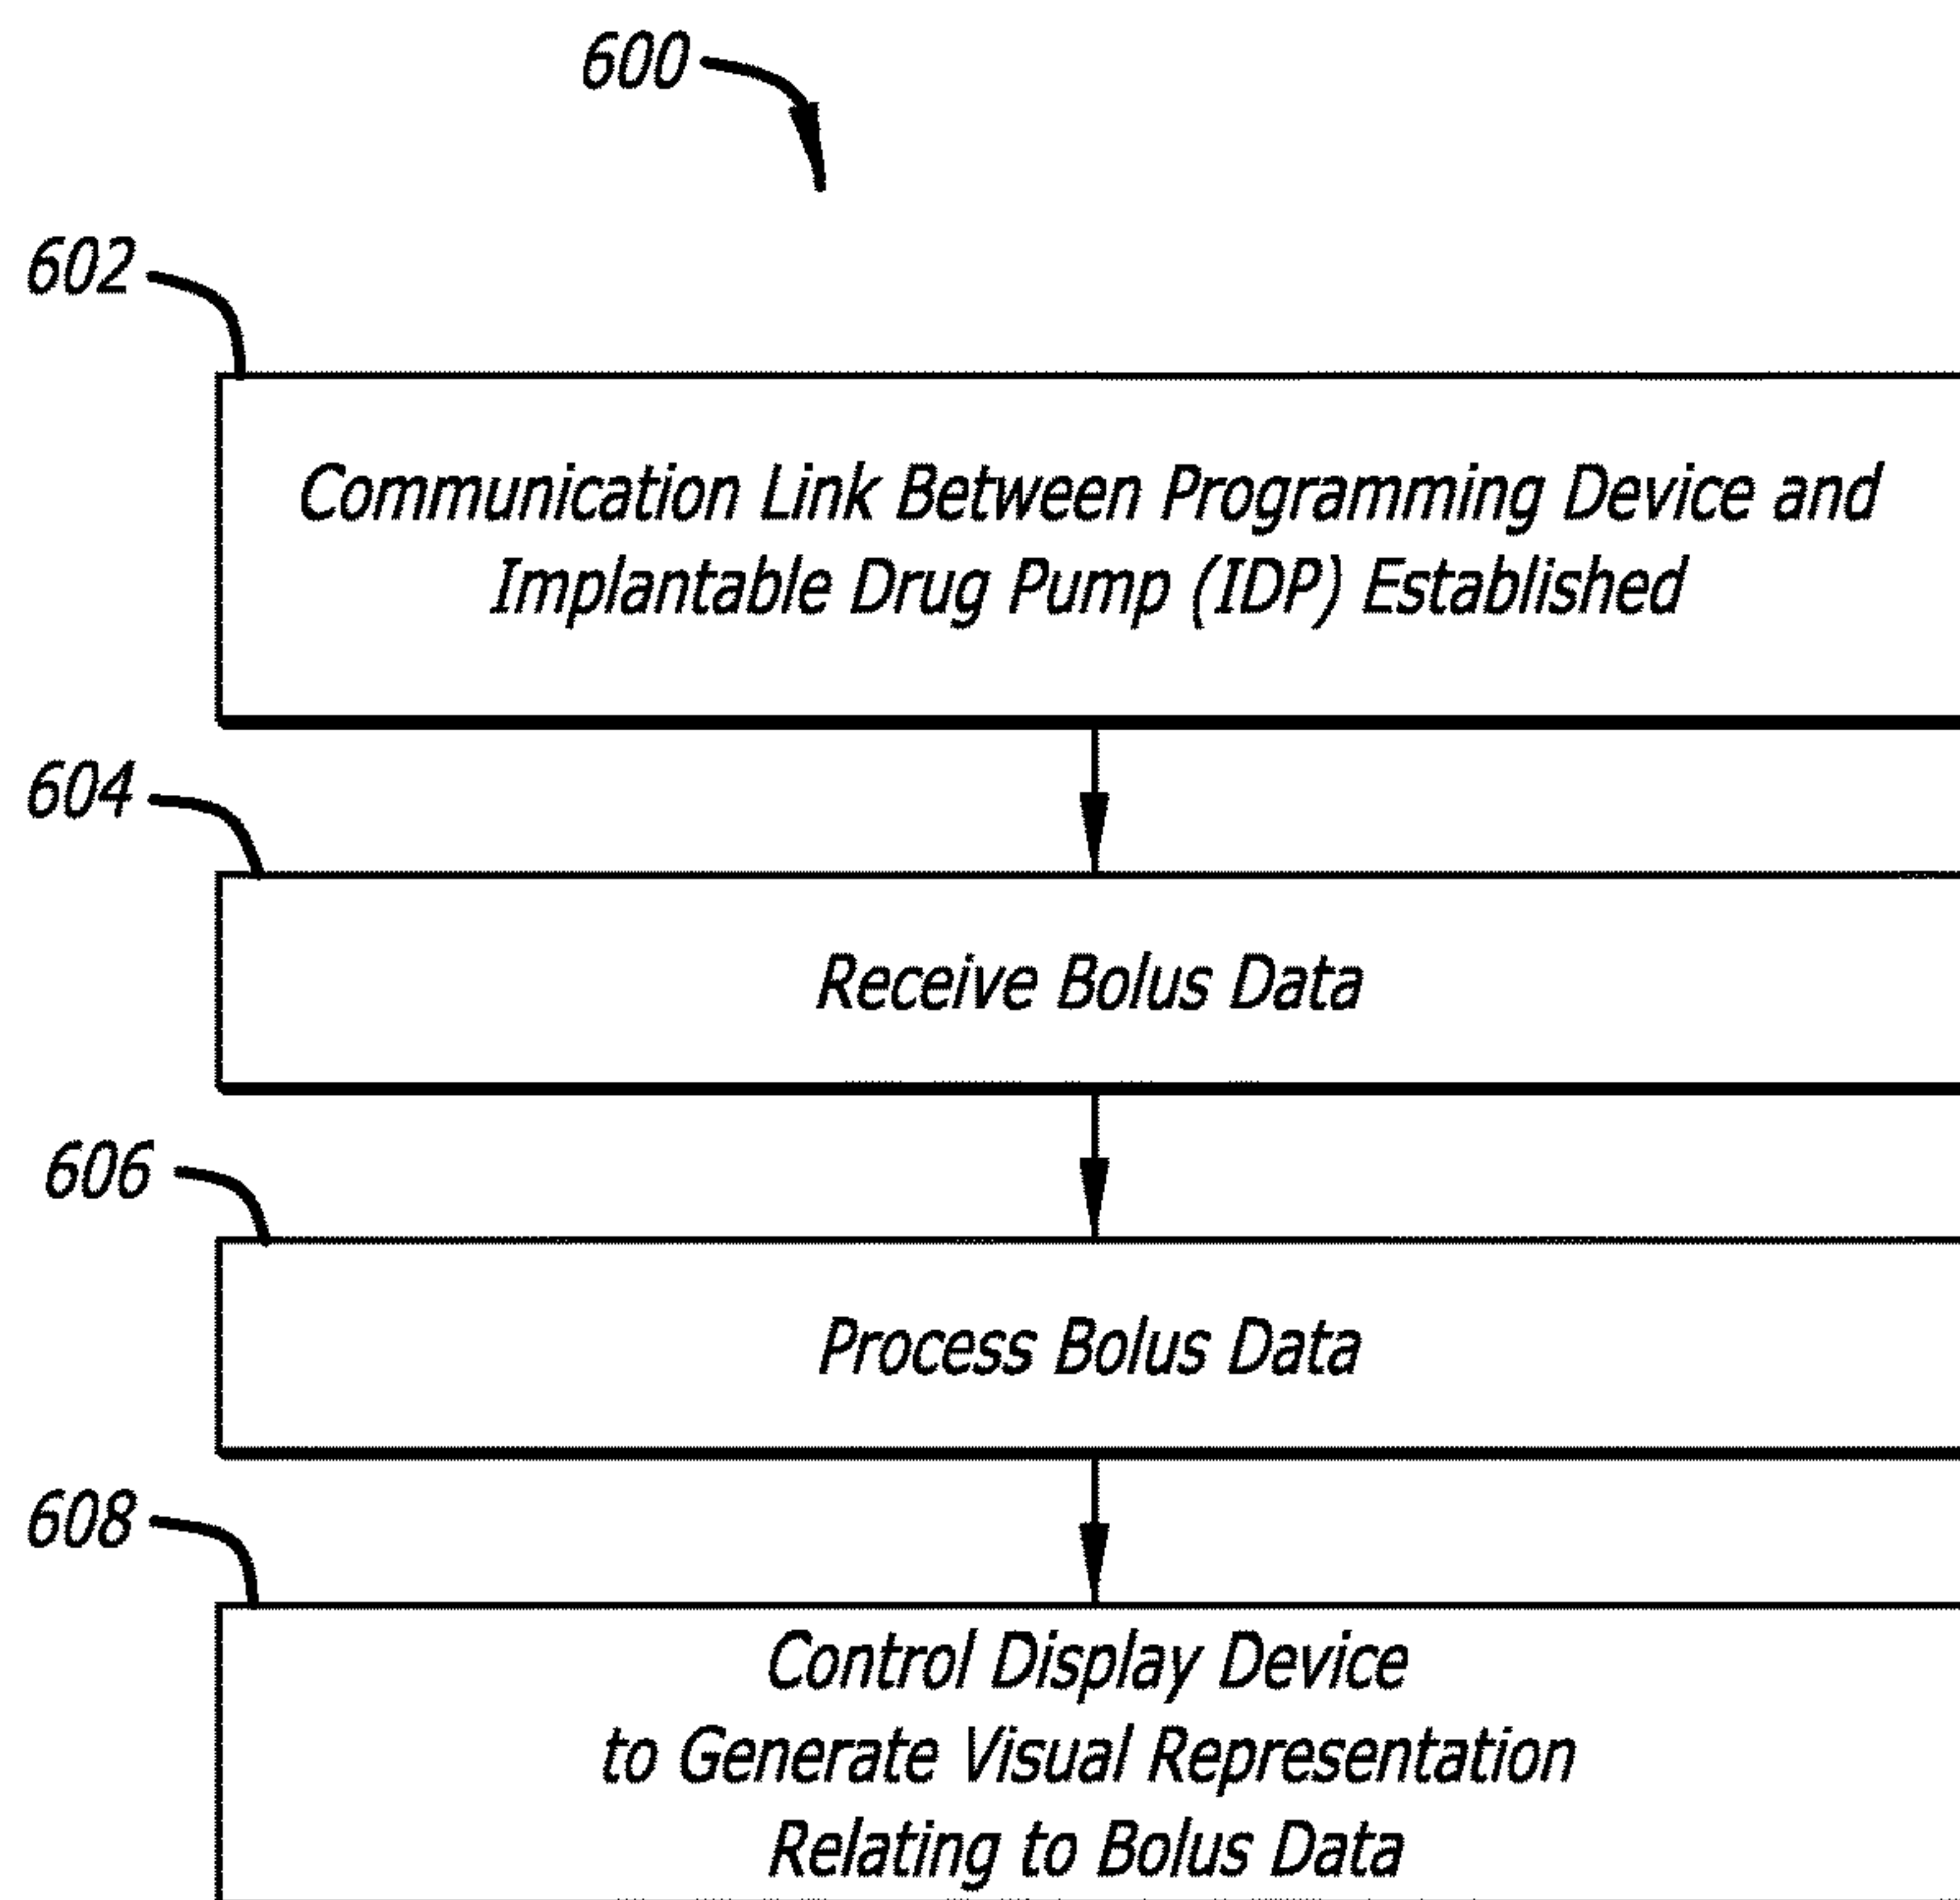 600
602
Communication Link Between Programming Device and
Implantable Drug Pump (IDP) Established
604
Receive Bolus Data
606
Process Bolus Data
608
Control Display Device
to Generate Visual Representation
Relating to Bolus Data